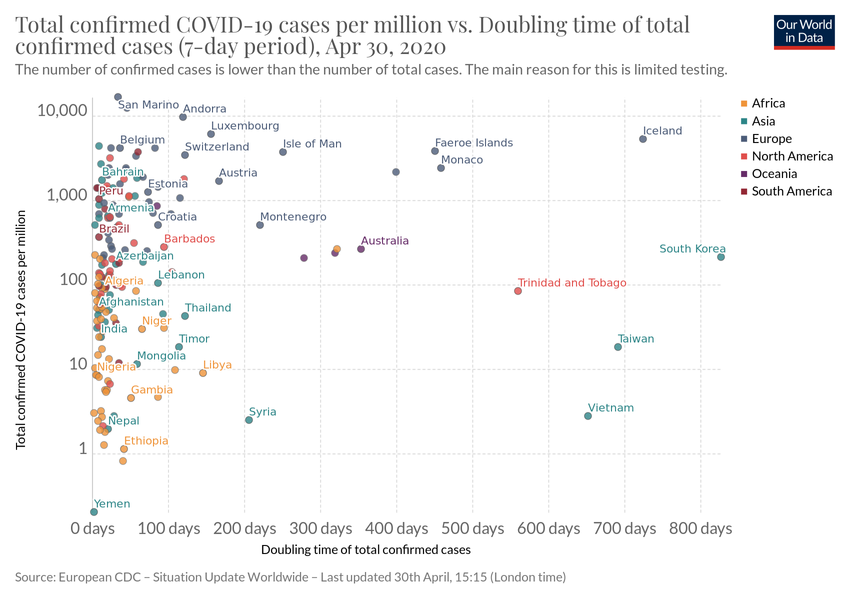 Total confirmed COVID-19 cases per million vs. Doubling time of total
confirmed cases (7-day period), Apr 30, 2020
Our World
in Data
The number of confirmed cases is lower than the number of total cases. The main reason for this is limited testing.
Total confirmed COVID-19 cases per million
10,000
1,000
100
10
1
San Marino
Andorra
Luxembourg
Belgium
Switzerland
Isle of Man
Faeroe Islands
Iceland
Monaco
Bahrain
Austria
Estonia
Peru
Armenia
Croatia
Montenegro
Brazil
Barbados
Australia
South Korea
Azerbaijan
Lebanon
Algeria
Trinidad and Tobago
Afghanistan
Thailand
Niger
India
Timor
Taiwan
Mongolia
Nigeria
Libya
Gambia
Syria
Vietnam
Nepal
Ethiopia
Yemen
0 days
100 days
200 days
300 days
400 days
500 days
600 days
700 days
800 days
Doubling time of total confirmed cases
Africa
Asia
Europe
North America
Oceania
South America
Source: European CDC – Situation Update Worldwide – Last updated 30th April, 15:15 (London time)